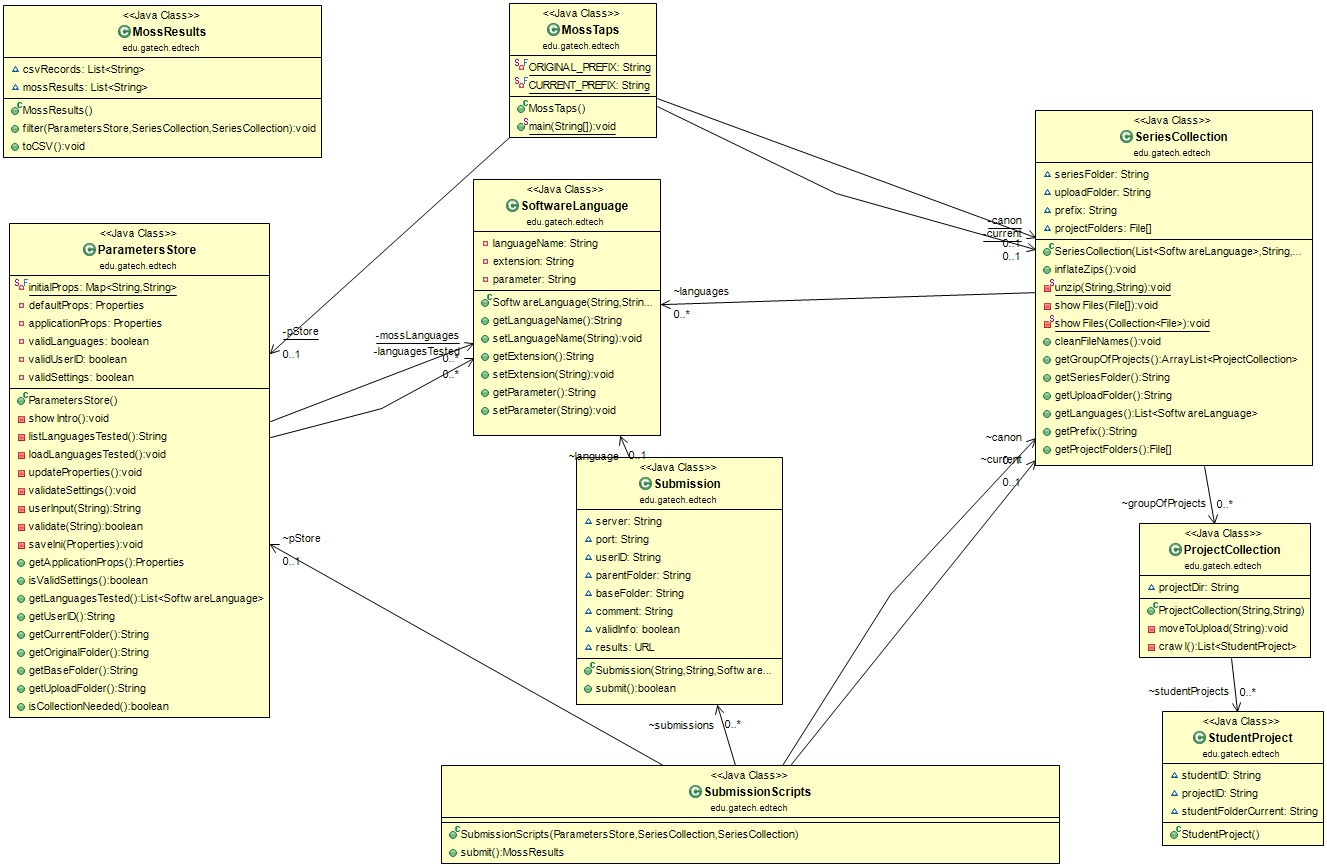 <<Java Class>>
MossResults
edu.gatech.edtech
csvRecords: List<String>
mossResults: List<String>
MossResults()
filter(ParametersStore,SeriesCollection,SeriesCollection):void
toCSV():void
<<Java Class>>
MossTaps
edu.gatech.edtech
ORIGINAL_PREFIX: String
CURRENT_PREFIX: String
MossTaps()
main(String[]):void
<<Java Class>>
SeriesCollection
edu.gatech.edtech
seriesFolder: String
uploadFolder: String
prefix: String
projectFolders: File[]
SeriesCollection(List<SoftwareLanguage>,String,...
inflateZips():void
unzip(String,String):void
showFiles(File[]):void
showFiles(Collection<File>):void
cleanFileNames():void
getGroupOfProjects():ArrayList<ProjectCollection>
getSeriesFolder():String
getUploadFolder():String
getLanguages():List<SoftwareLanguage>
getPrefix():String
getProjectFolders():File[]
-canon
-current
0..1
0..1
<<Java Class>>
SoftwareLanguage
edu.gatech.edtech
languageName: String
extension: String
parameter: String
SoftwareLanguage(String,Strin...
getLanguageName():String
setLanguageName(String):void
getExtension():String
setExtension(String):void
getParameter():String
setParameter(String):void
~languages
0..*
<<Java Class>>
ParametersStore
edu.gatech.edtech
initialProps: Map<String,String>
defaultProps: Properties
applicationProps: Properties
validLanguages: boolean
validUserID: boolean
validSettings: boolean
ParametersStore()
showIntro():void
listLanguagesTested():String
loadLanguagesTested():void
updateProperties():void
validateSettings():void
userInput(String):String
validate(String):boolean
saveIni(Properties):void
getApplicationProps():Properties
isValidSettings():boolean
getLanguagesTested():List<SoftwareLanguage>
getUserID():String
getCurrentFolder():String
getOriginalFolder():String
getBaseFolder():String
getUploadFolder():String
isCollectionNeeded():boolean
-pStore
0..1
-mossLanguages
-languagesTested
0..*
0..*
~language
0..1
<<Java Class>>
Submission
edu.gatech.edtech
server: String
port: String
userID: String
parentFolder: String
baseFolder: String
comment: String
validInfo: boolean
results: URL
Submission(String,String,Software...
submit():boolean
~canon
~current
0..1
0..1
~pStore
0..1
~submissions
0..*
~groupOfProjects
0..*
<<Java Class>>
ProjectCollection
edu.gatech.edtech
projectDir: String
ProjectCollection(String,String)
moveToUpload(String):void
crawl():List<StudentProject>
~studentProjects
0..*
<<Java Class>>
StudentProject
edu.gatech.edtech
studentID: String
projectID: String
studentFolderCurrent: String
StudentProject()
<<Java Class>>
SubmissionScripts
edu.gatech.edtech
SubmissionScripts(ParametersStore,SeriesCollection,SeriesCollection)
submit():MossResults